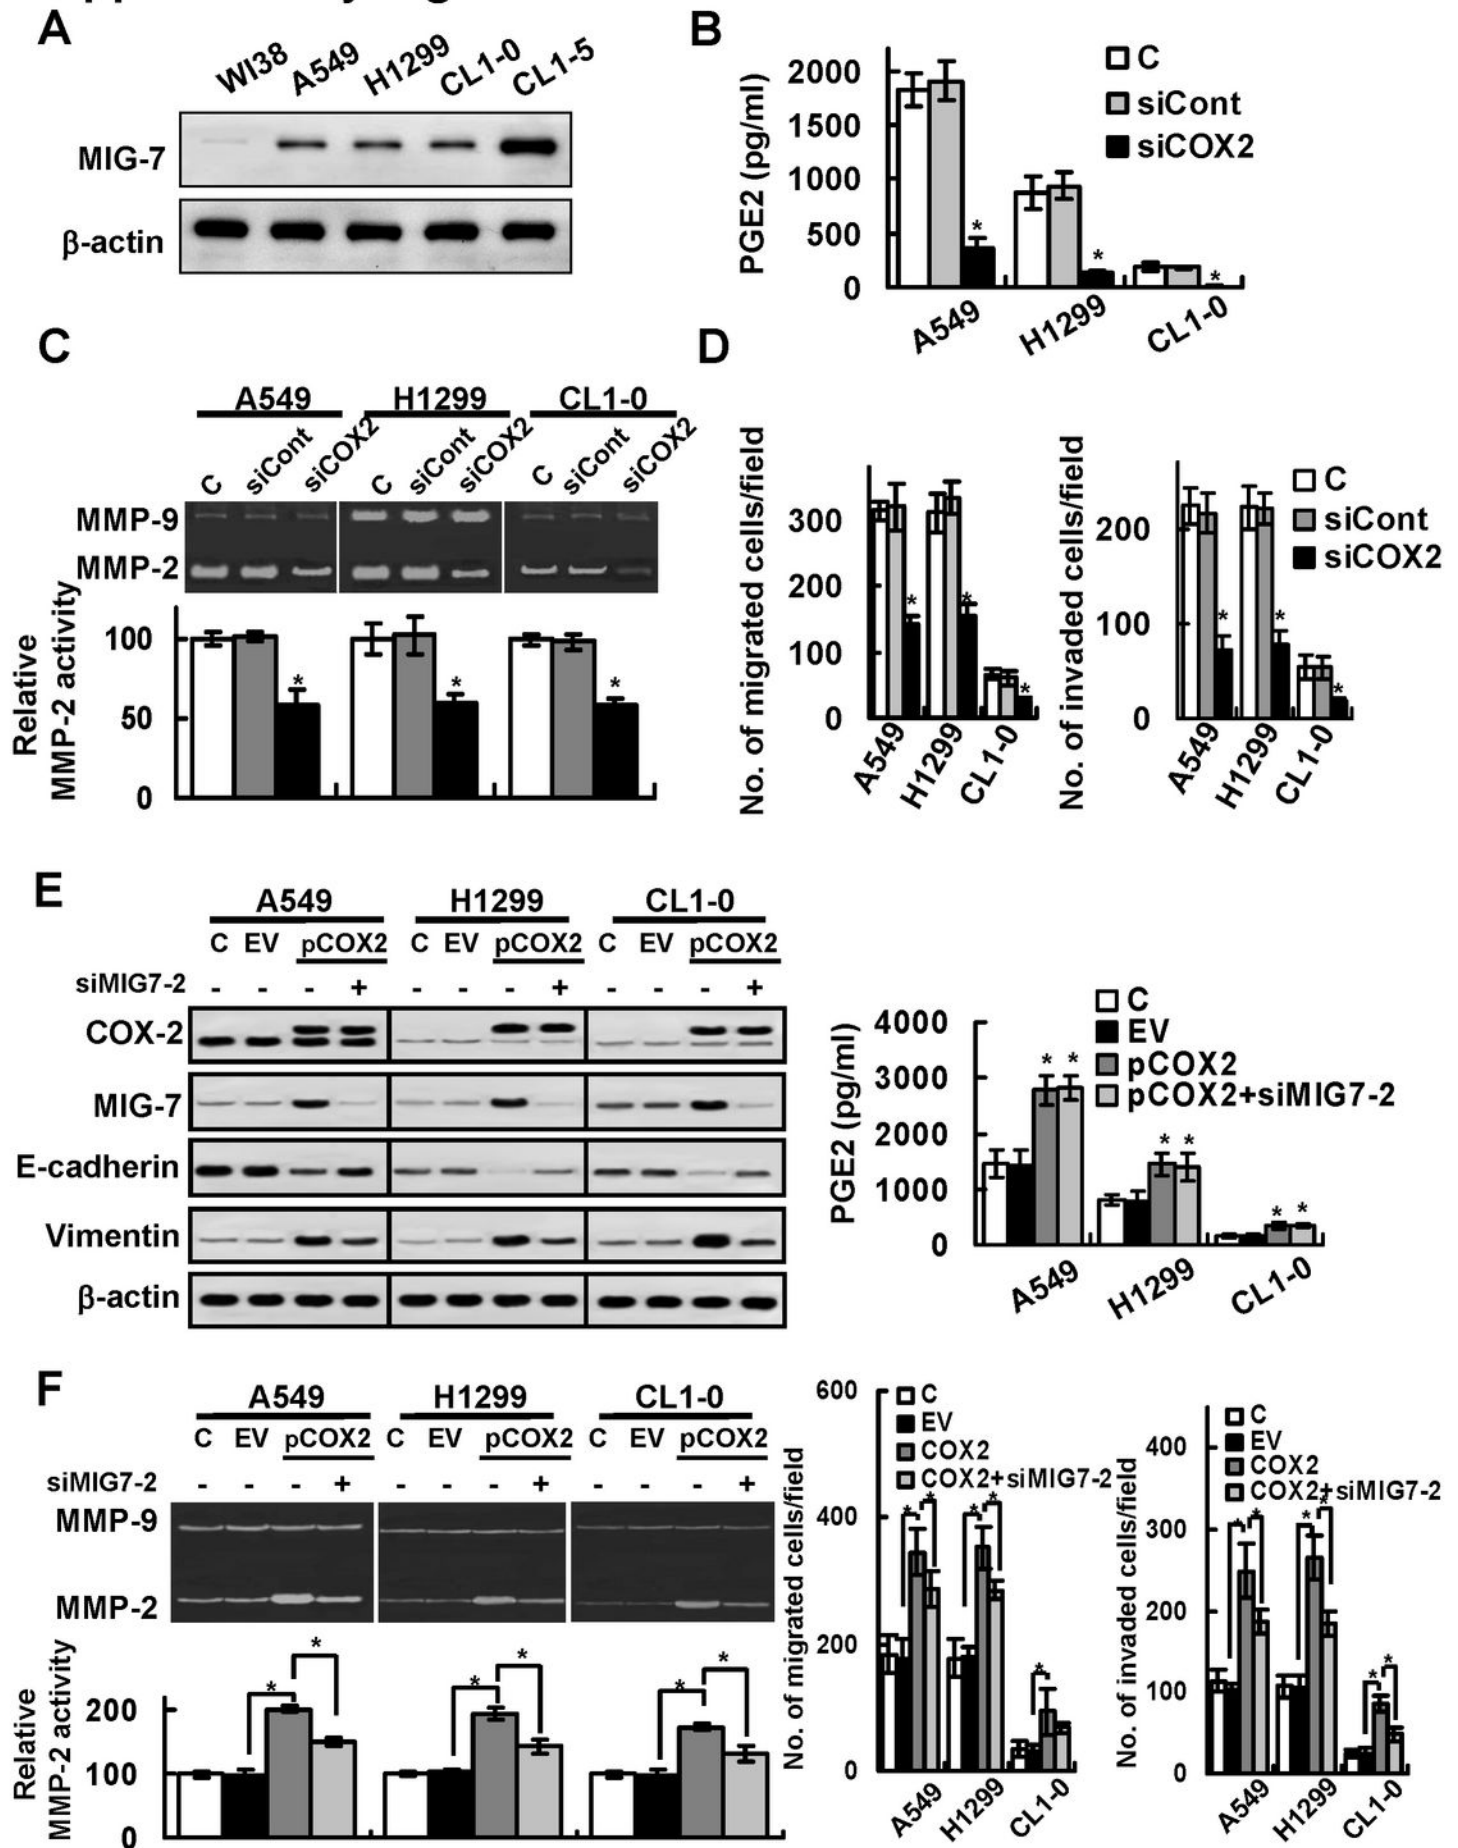 A
WI38 A549 H1299 CL1-0 CL1-5
MIG-7
β-actin
B
PGE2 (pg/ml)
2000
1500
1000
500
0
C
siCont
siCOX2
* * *
A549 H1299 CL1-0
C
A549 H1299 CL1-0
C siCont siCOX2 C siCont siCOX2 C siCont siCOX2
MMP-9
MMP-2
Relative
MMP-2 activity
100
50
0
* * *
D
No. of migrated cells/field
300
200
100
0
* * *
A549 H1299 CL1-0
No. of invaded cells/field
200
100
0
C
siCont
siCOX2
* * *
A549 H1299 CL1-0
E
A549 H1299 CL1-0
C EV pCOX2 C EV pCOX2 C EV pCOX2
siMIG7-2 - - - + - - - + - - - +
COX-2
MIG-7
E-cadherin
Vimentin
β-actin
PGE2 (pg/ml)
4000
3000
2000
1000
0
C
EV
pCOX2
pCOX2+siMIG7-2
* * * * * *
A549 H1299 CL1-0
F
A549 H1299 CL1-0
C EV pCOX2 C EV pCOX2 C EV pCOX2
siMIG7-2 - - - + - - - + - - - +
MMP-9
MMP-2
Relative
MMP-2 activity
200
100
0
* * * * * *
No. of migrated cells/field
600
400
200
0
C
EV
COX2
COX2+siMIG7-2
* * * * *
A549 H1299 CL1-0
No. of invaded cells/field
400
300
200
100
0
C
EV
COX2
COX2+siMIG7-2
* * * * * *
A549 H1299 CL1-0